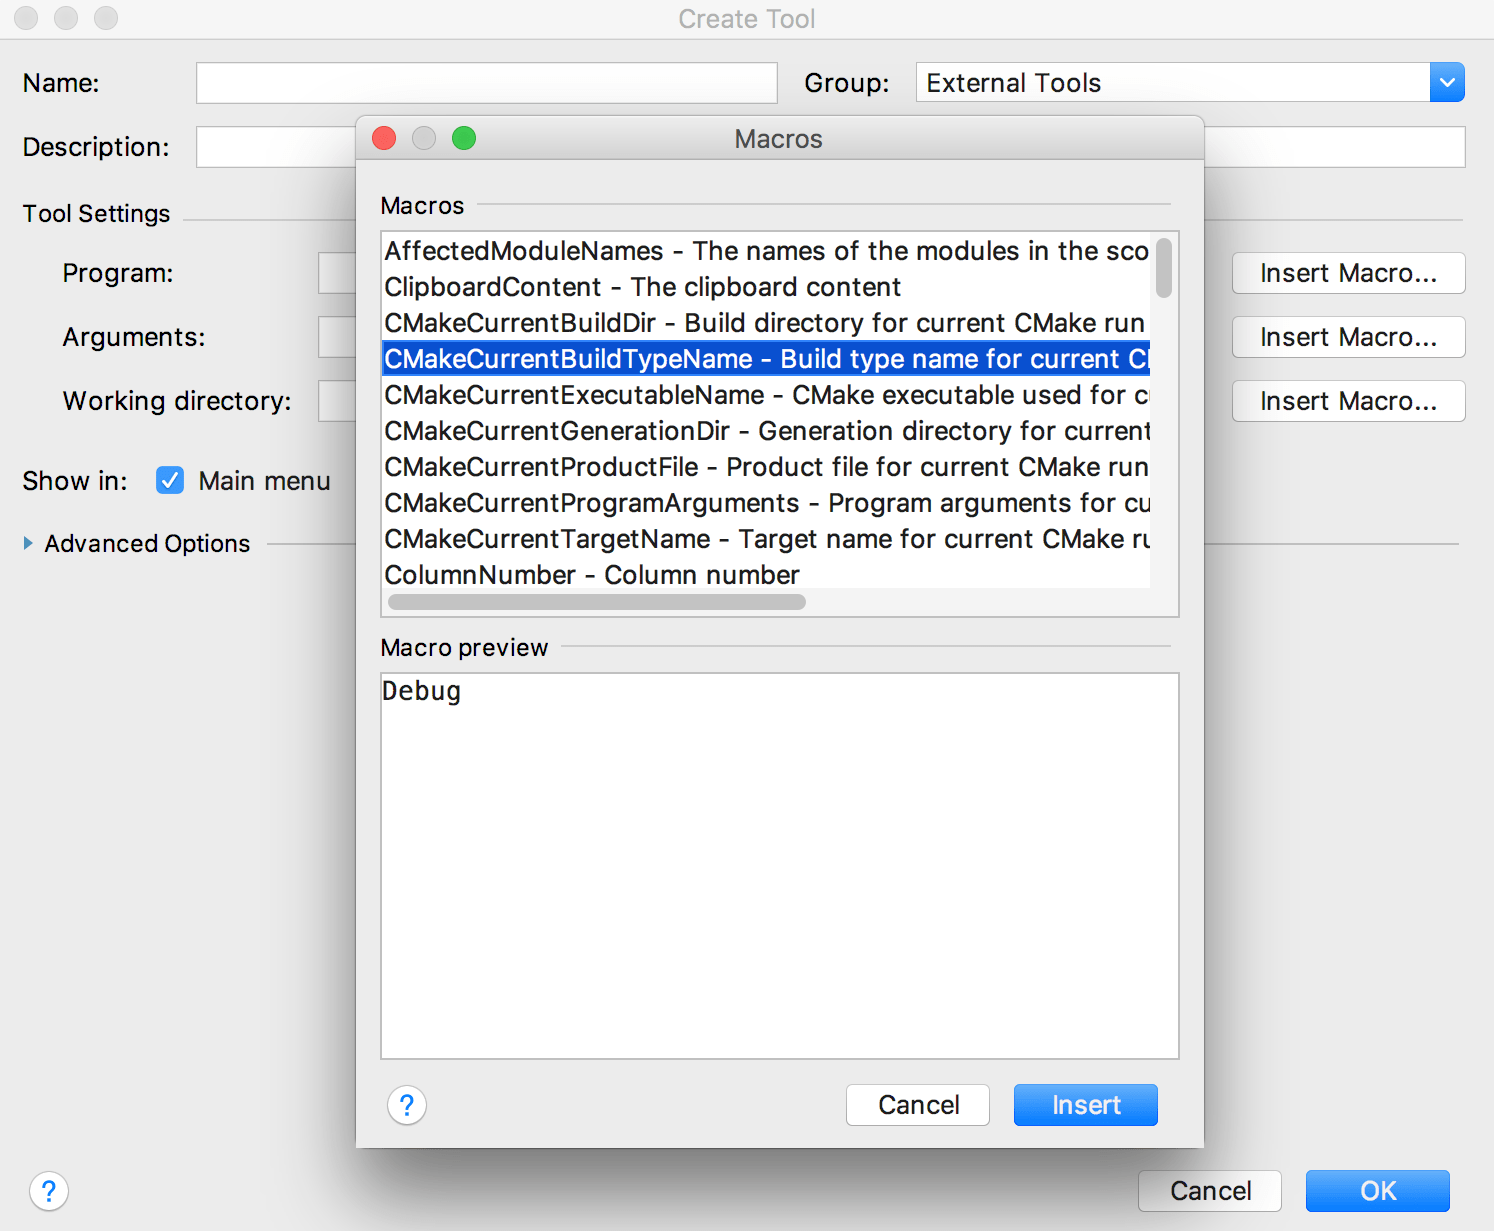 Create Tool
Name:
Group: External Tools
Description:
Macros
Tool Settings
Program:
Insert Macro...
Arguments:
Insert Macro...
Working directory:
Insert Macro...
Show in: Main menu
Advanced Options
Macros
AffectedModuleNames - The names of the modules in the sco
ClipboardContent - The clipboard content
CMakeCurrentBuildDir - Build directory for current CMake run
CMakeCurrentBuildTypeName - Build type name for current
CMakeCurrentExecutableName - CMake executable used for
CMakeCurrentGenerationDir - Generation directory for current
CMakeCurrentProductFile - Product file for current CMake run
CMakeCurrentProgramArguments - Program arguments for cu
CMakeCurrentTargetName - Target name for current CMake
ColumnNumber - Column number
Macro preview
Debug
?
Cancel
Insert
?
Cancel
OK